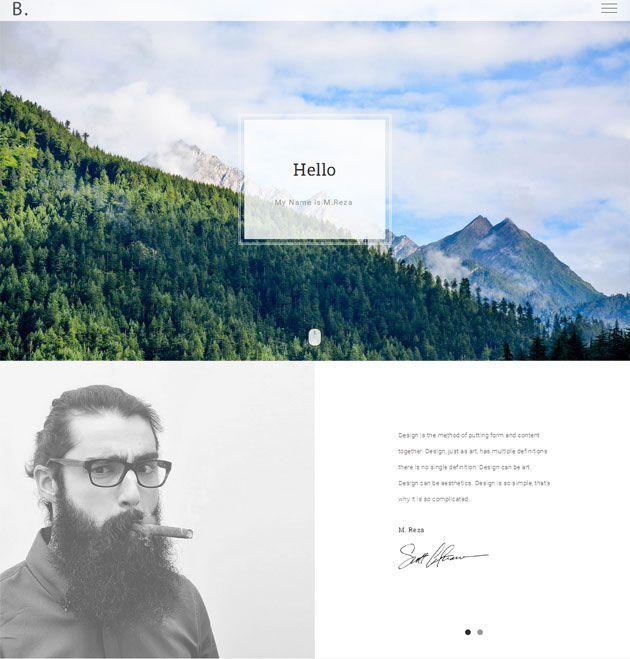 B.
Hello
My Name is M.Reza
Design is the method of putting form and content
together. Design, just as art, has multiple definitions
there is no single definition. Design can be art.
Design can be aesthetics. Design is so simple, that's
why it is so complicated.
M. Reza